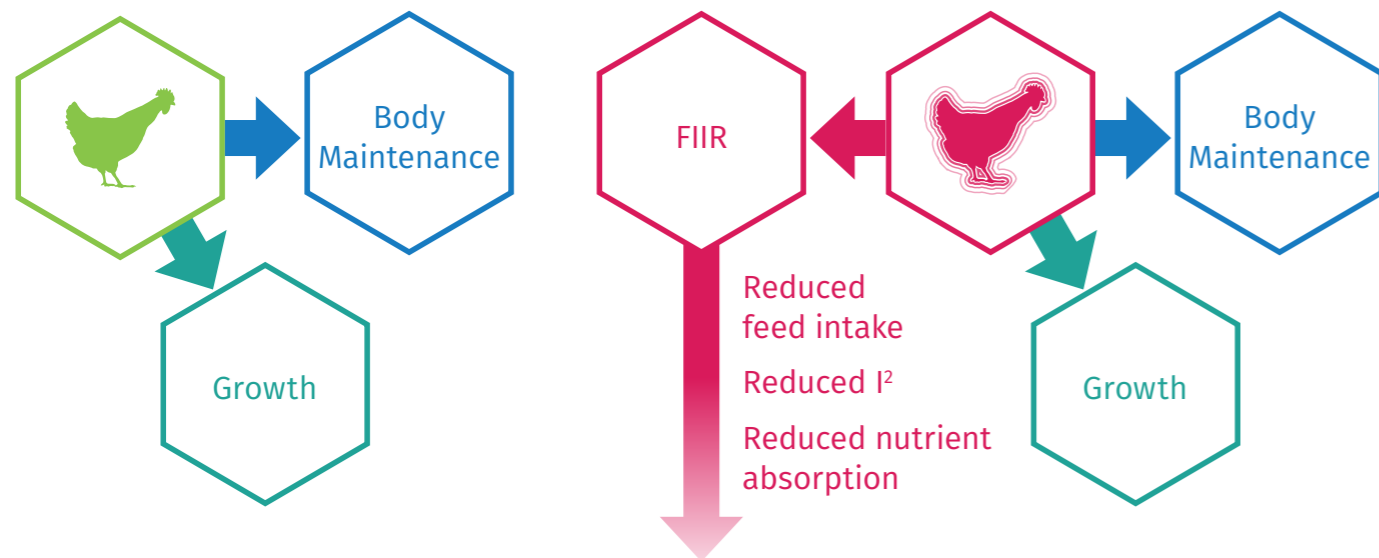 Body
Maintenance
Growth
FIIR
Body
Maintenance
Reduced
feed intake
Reduced I²
Reduced nutrient
absorption
Growth